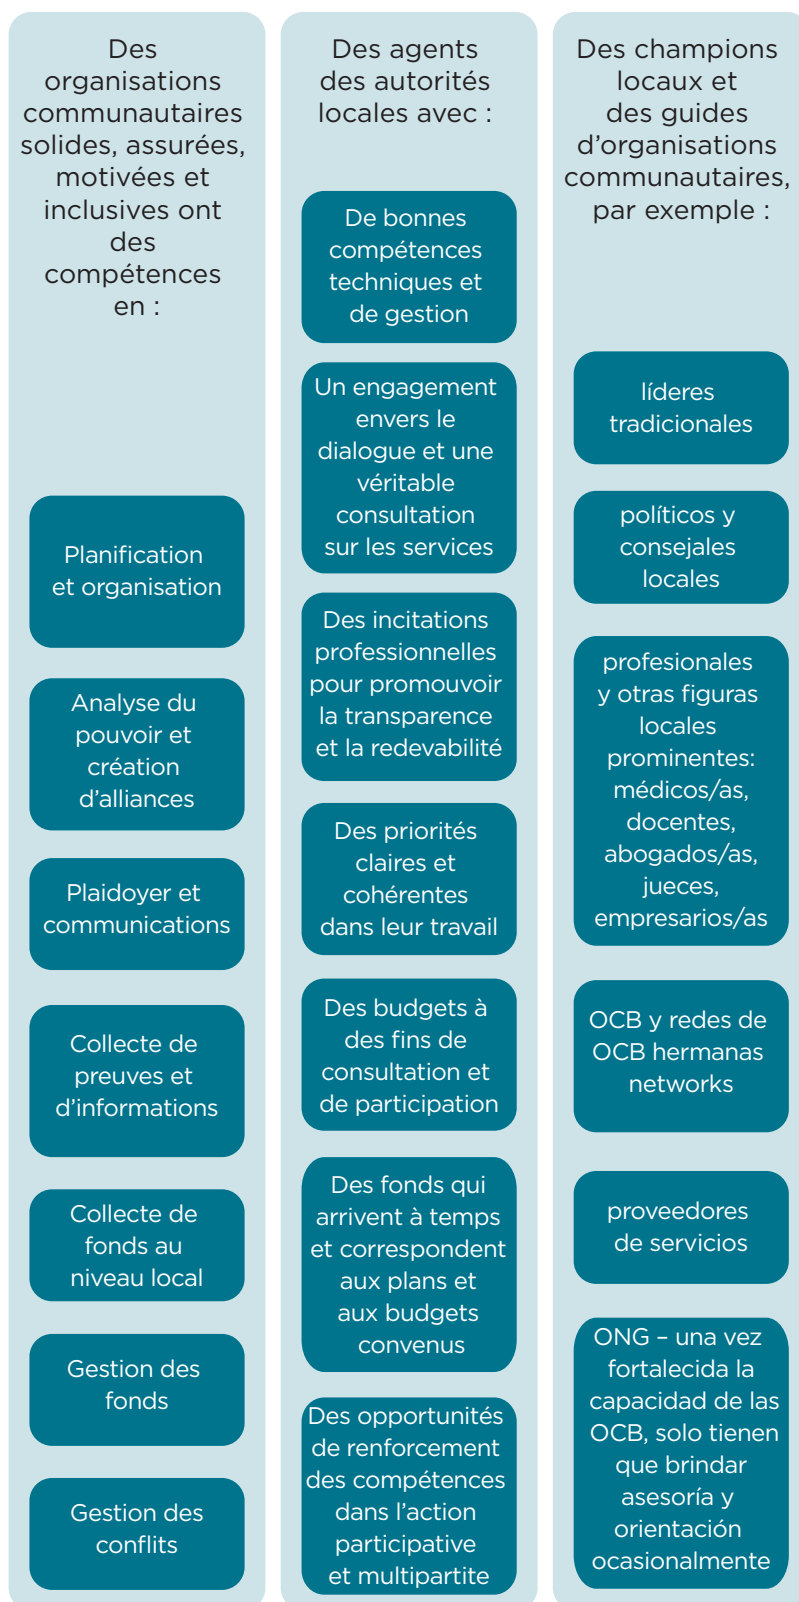 Des
organisations
communautaires
solides, assurées,
motivées et
inclusives ont
des
compétences
en :
Planification
et organisation
Analyse du
pouvoir et
création
d’alliances
Plaidoyer et
communications
Collecte de
preuves et
d’informations
Collecte de
fonds au
niveau local
Gestion des
fonds
Gestion des
conflits
Des agents
des autorités
locales avec :
De bonnes
compétences
techniques et
de gestion
Un engagement
envers le
dialogue et une
véritable
consultation
sur les services
Des incitations
professionnelles
pour promouvoir
la transparence
et la redevabilité
Des priorités
claires et
cohérentes
dans leur travail
Des budgets à
des fins de
consultation et
de participation
Des fonds qui
arrivent à temps
et correspondent
aux plans et
aux budgets
convenus
Des opportunités
de renforcement
des compétences
dans l’action
participative
et multipartite
Des champions
locaux et
des guides
d’organisations
communautaires,
par exemple :
líderes
tradicionales
políticos y
consejales
locales
profesionales
y otras figuras
locales
prominentes:
médicos/as,
docentes,
abogados/as,
jueces,
empresarios/as
OCB y redes de
OCB hermanas
networks
proveedores
de servicios
ONG – una vez
fortalecida la
capacidad de las
OCB, solo tienen
que brindar
asesoría y
orientación
ocasionalmente